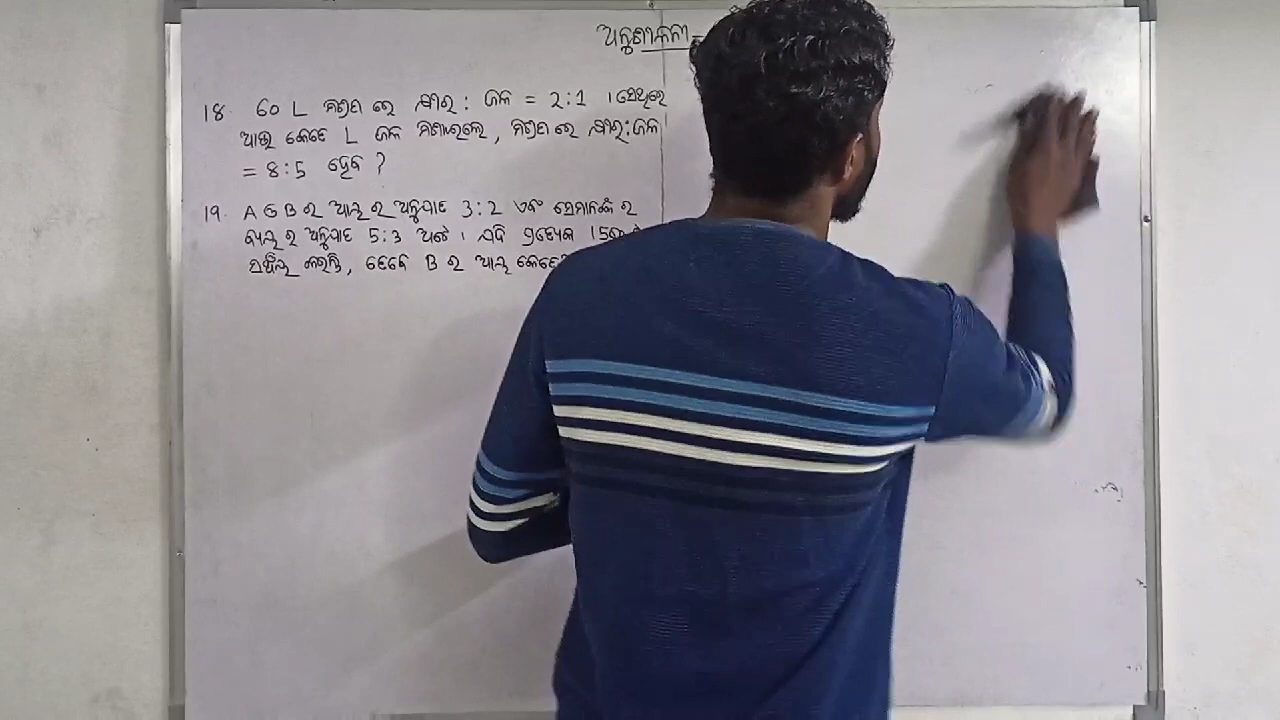 ଅନୁଶୀଳନୀ -
18. 60 L ମିଶ୍ରଣ ରେ କ୍ଷୀର : ଜଳ = 2:1 । ସେଥିରେ
ଆଉ କେତେ L ଜଳ ମିଶାଇଲେ, ମିଶ୍ରଣ ରେ କ୍ଷୀର:ଜଳ
= 8:5 ହେବ ?
19. A ଓ B ର ଆୟ ର ଅନୁପାତ 3:2 ଏବଂ ସେମାନଙ୍କ ର
ବ୍ୟୟ ର ଅନୁପାତ 5:3 ଅଟେ । ଯଦି ପ୍ରତ୍ୟେକ
ସଞ୍ଚୟ କରନ୍ତି, ତେବେ B ର ଆୟ କେତେ